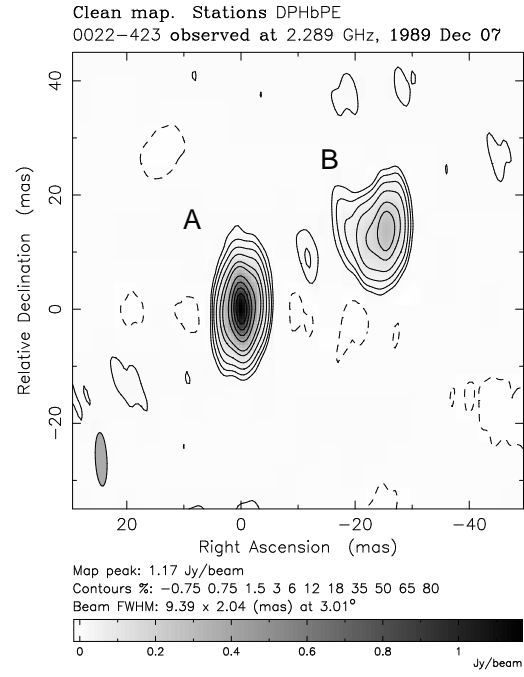 Clean map. Stations DPHbPE
0022−423 observed at 2.289 GHz, 1989 Dec 07
40
B
20
A
0
−20
Relative Declination (mas)
20 0 −20 −40
Right Ascension (mas)
Map peak: 1.17 Jy/beam
Contours %: −0.75 0.75 1.5 3 6 12 18 35 50 65 80
Beam FWHM: 9.39 x 2.04 (mas) at 3.01°
0 0.2 0.4 0.6 0.8 1
Jy/beam